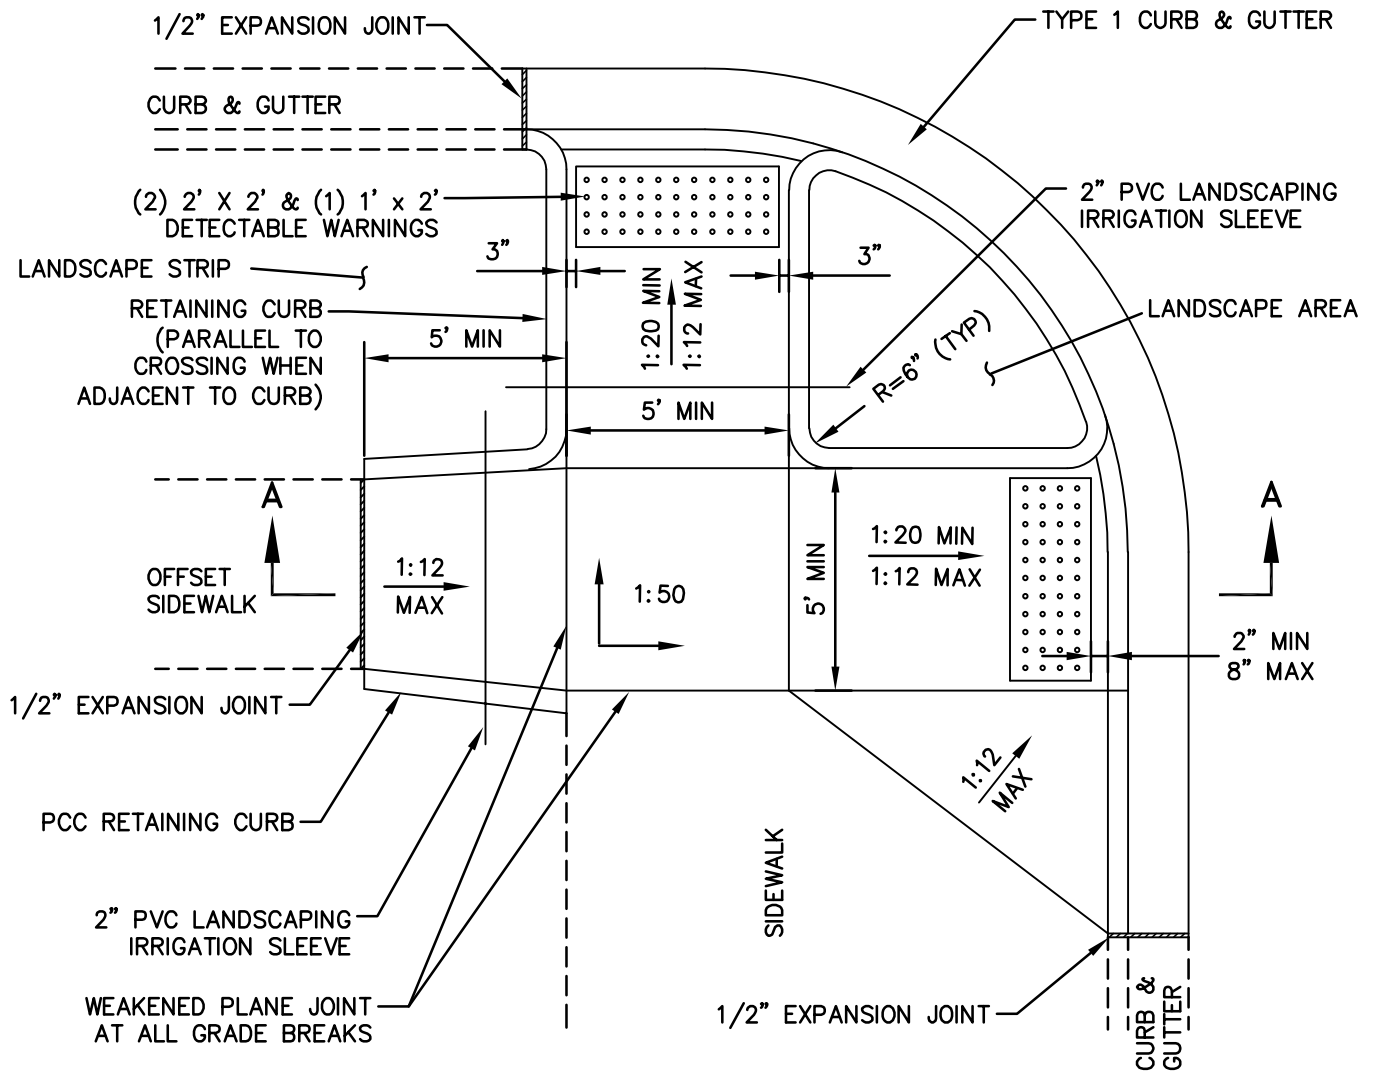 1/2” EXPANSION JOINT
TYPE 1 CURB & GUTTER
CURB & GUTTER
(2) 2' X 2' & (1) 1' x 2'
DETECTABLE WARNINGS
2” PVC LANDSCAPING
IRRIGATION SLEEVE
3”
3”
LANDSCAPE STRIP
1:20 MIN
1:12 MAX
RETAINING CURB
(PARALLEL TO
CROSSING WHEN
ADJACENT TO CURB)
5' MIN
LANDSCAPE AREA
R=6” (TYP)
5' MIN
A
A
OFFSET
SIDEWALK
1:12
MAX
1:50
5' MIN
1:20 MIN
1:12 MAX
2” MIN
8” MAX
1/2” EXPANSION JOINT
1:12
MAX
PCC RETAINING CURB
SIDEWALK
2” PVC LANDSCAPING
IRRIGATION SLEEVE
WEAKENED PLANE JOINT
AT ALL GRADE BREAKS
1/2” EXPANSION JOINT
CURB &
GUTTER